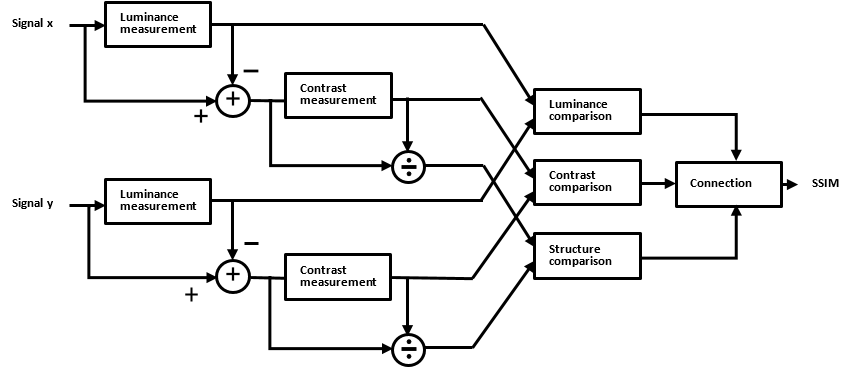 Signal x
Luminance
measurement
−
+
+
Contrast
measurement
÷
Signal y
Luminance
measurement
−
+
+
Contrast
measurement
÷
Luminance
comparison
Contrast
comparison
Structure
comparison
Connection
SSIM